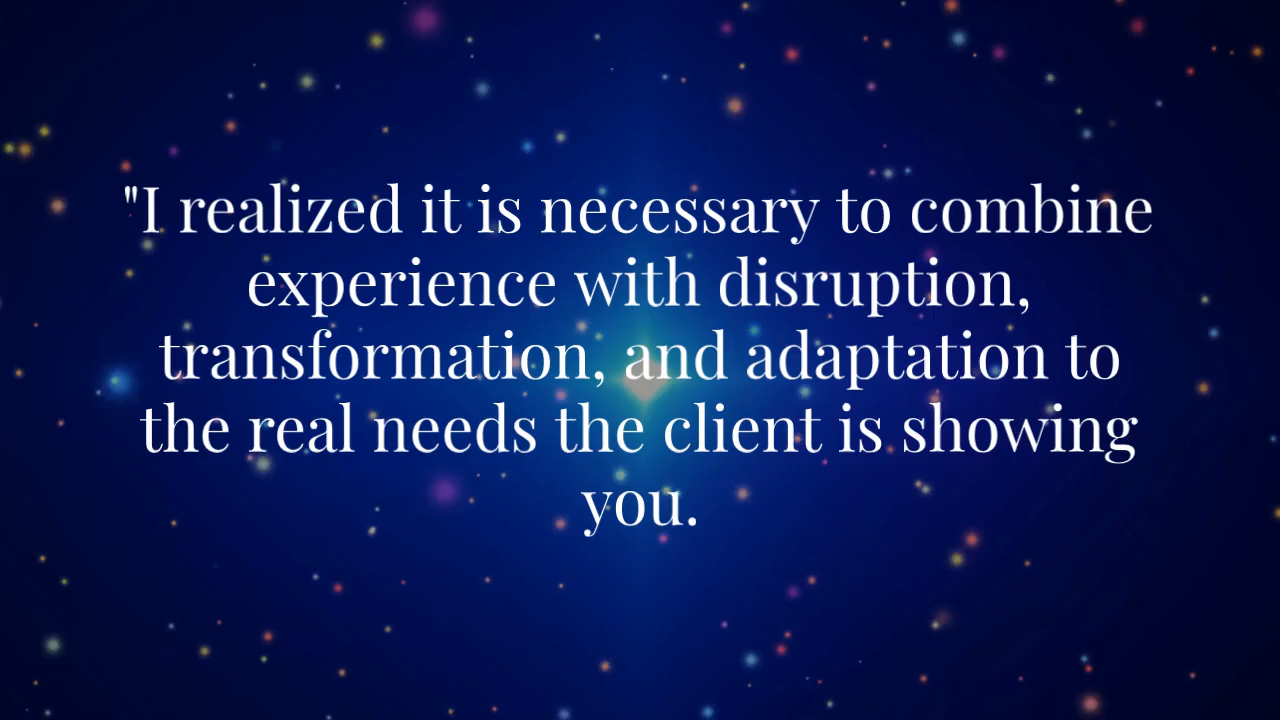 "I realized it is necessary to combine
experience with disruption,
transformation, and adaptation to
the real needs the client is showing
you.